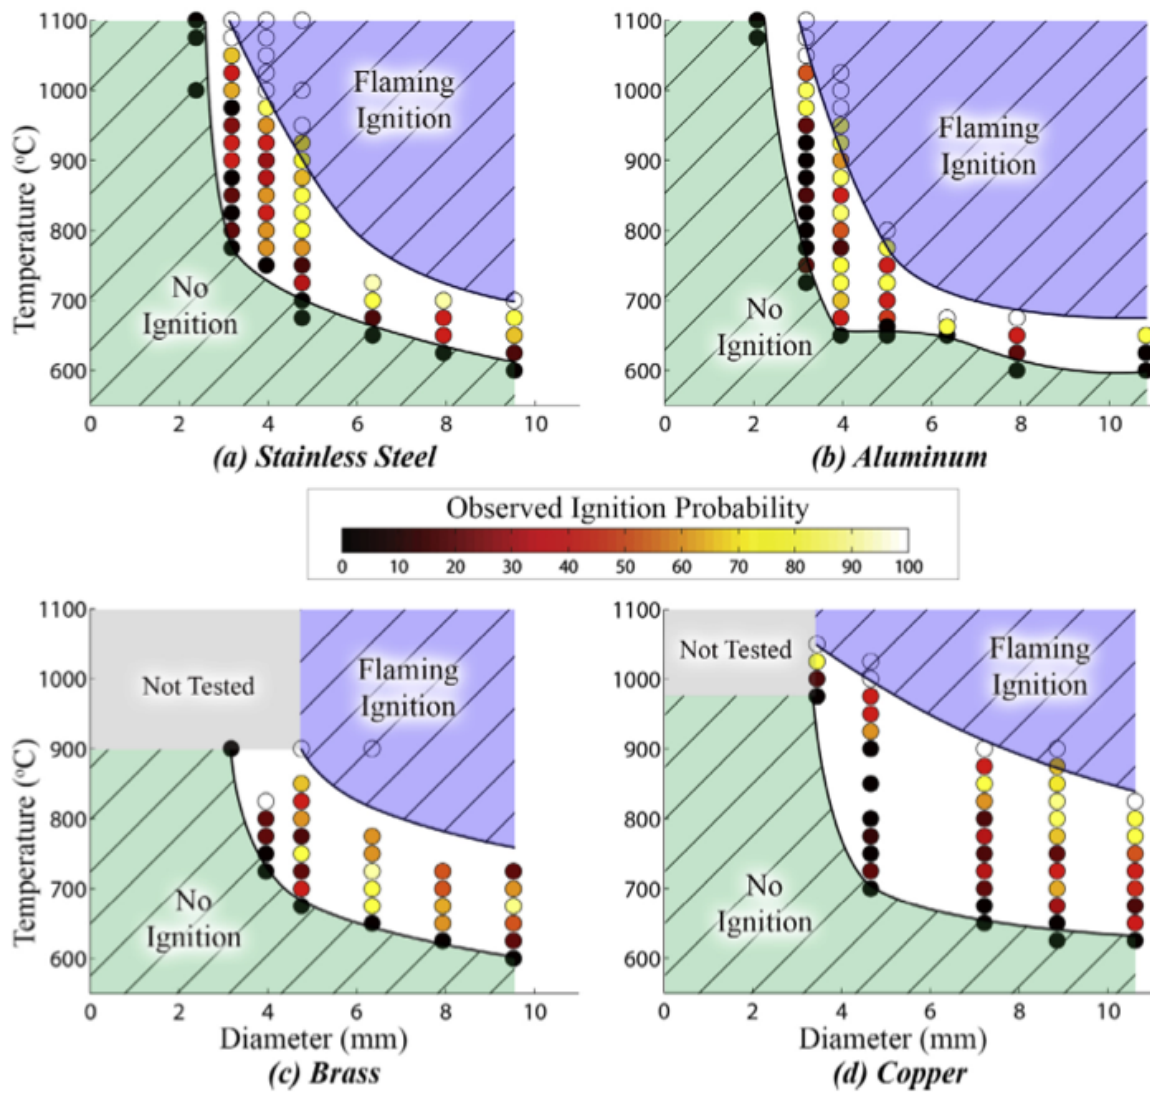 1100
1000
900
800
700
600
Temperature (°C)
Flaming
Ignition
No
Ignition
0 2 4 6 8 10
(a) Stainless Steel
1100
1000
900
800
700
600
Flaming
Ignition
No
Ignition
0 2 4 6 8 10
(b) Aluminum
Observed Ignition Probability
0 10 20 30 40 50 60 70 80 90 100
1100
1000
900
800
700
600
Temperature (°C)
Not Tested
Flaming
Ignition
No
Ignition
0 2 4 6 8 10
Diameter (mm)
(c) Brass
1100
1000
900
800
700
600
Not Tested
Flaming
Ignition
No
Ignition
0 2 4 6 8 10
Diameter (mm)
(d) Copper